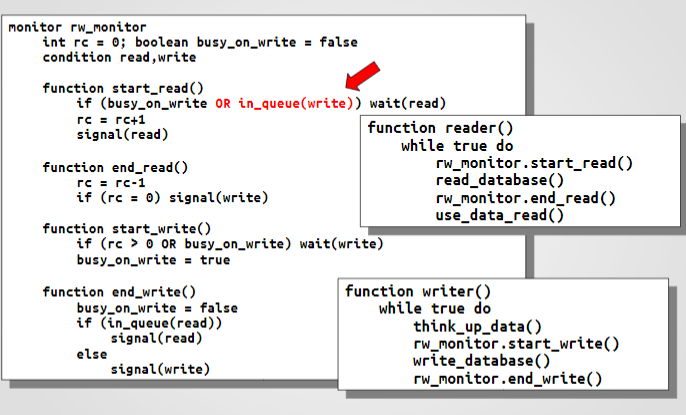 monitor rw_monitor
int rc = 0; boolean busy_on_write = false
condition read,write
function start_read()
if (busy_on_write OR in_queue(write)) wait(read)
rc = rc+1
signal(read)
function end_read()
rc = rc-1
if (rc = 0) signal(write)
function start_write()
if (rc > 0 OR busy_on_write) wait(write)
busy_on_write = true
function end_write()
busy_on_write = false
if (in_queue(read))
signal(read)
else
signal(write)
function reader()
while true do
rw_monitor.start_read()
read_database()
rw_monitor.end_read()
use_data_read()
function writer()
while true do
think_up_data()
rw_monitor.start_write()
write_database()
rw_monitor.end_write()